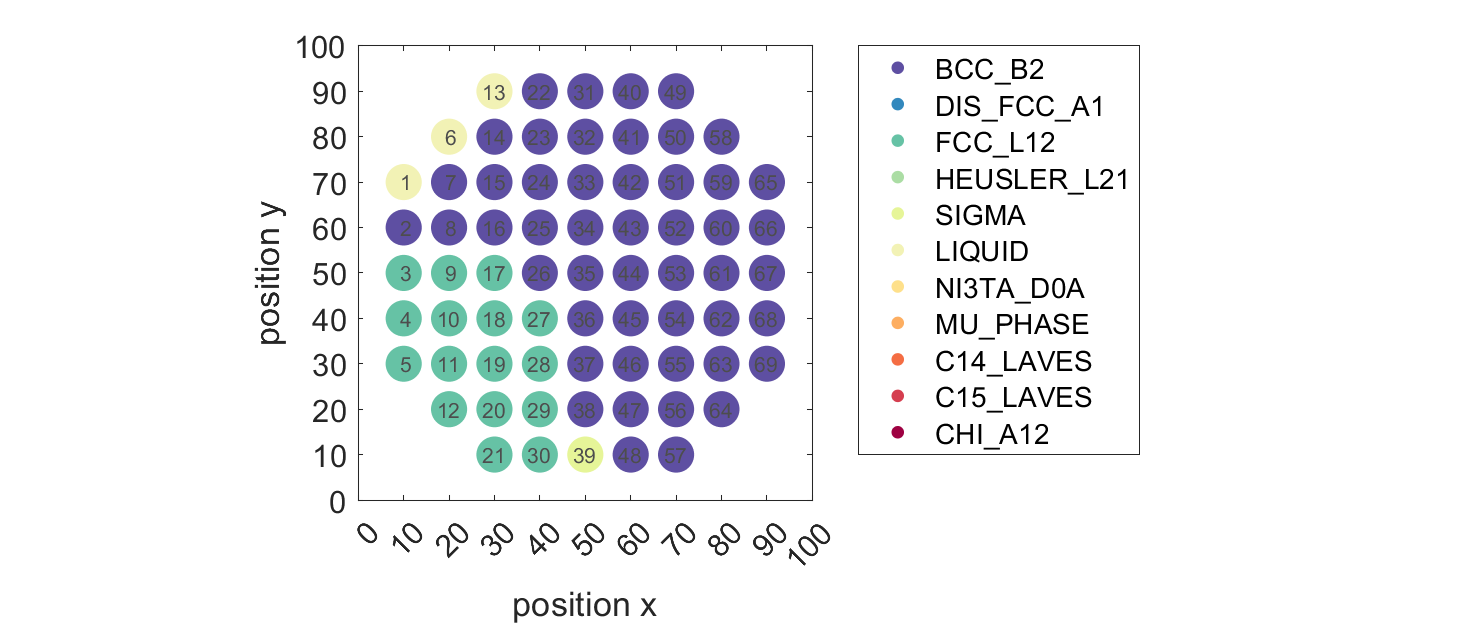 100
90
80
70
60
50
40
30
20
10
0
position y
13 22 31 40 49
6 14 23 32 41 50 58
1 7 15 24 33 42 51 59 65
2 8 16 25 34 43 52 60 66
3 9 17 26 35 44 53 61 67
4 10 18 27 36 45 54 62 68
5 11 19 28 37 46 55 63 69
12 20 29 38 47 56 64
21 30 39 48 57
0 10 20 30 40 50 60 70 80 90 100
position x
BCC_B2
DIS_FCC_A1
FCC_L12
HEUSLER_L21
SIGMA
LIQUID
NI3TA_D0A
MU_PHASE
C14_LAVES
C15_LAVES
CHI_A12